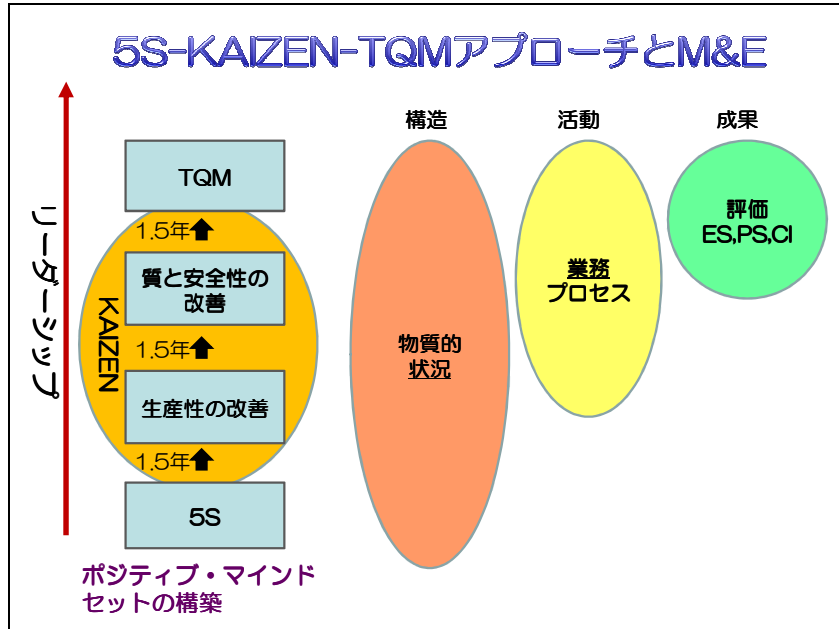 5S-KAIZEN-TQMアプローチとM&E
リーダーシップ
TQM
1.5年
質と安全性の
改善
KAIZEN
1.5年
生産性の改善
1.5年
5S
ポジティブ・マインド
セットの構築
構造
物質的
状況
活動
業務
プロセス
成果
評価
ES,PS,CI